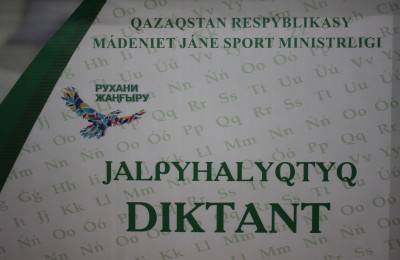 QAZAQSTAN RESPÝBLIKASY
MÁDENIET JÁNE SPORT MINISTRLIGI
РУХАНИ
ЖАҢҒЫРУ
JALPYHALYQTYQ
DIKTANT